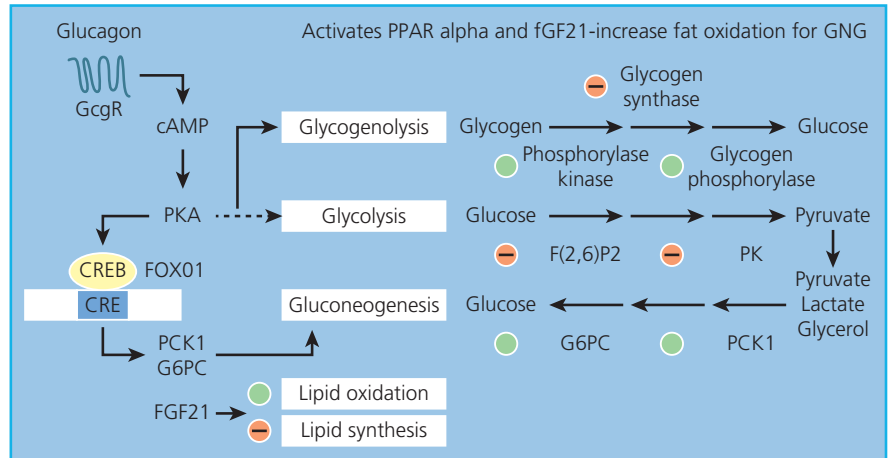 Glucagon
Activates PPAR alpha and fGF21-increase fat oxidation for GNG
GcgR
cAMP
Glycogen
synthase
Glycogenolysis
Glycogen
Glucose
Phosphorylase
kinase
Glycogen
phosphorylase
PKA
Glycolysis
Glucose
Pyruvate
F(2,6)P2
PK
CREB
FOX01
CRE
Gluconeogenesis
Glucose
Pyruvate
Lactate
Glycerol
G6PC
PCK1
PCK1
G6PC
FGF21
Lipid oxidation
Lipid synthesis